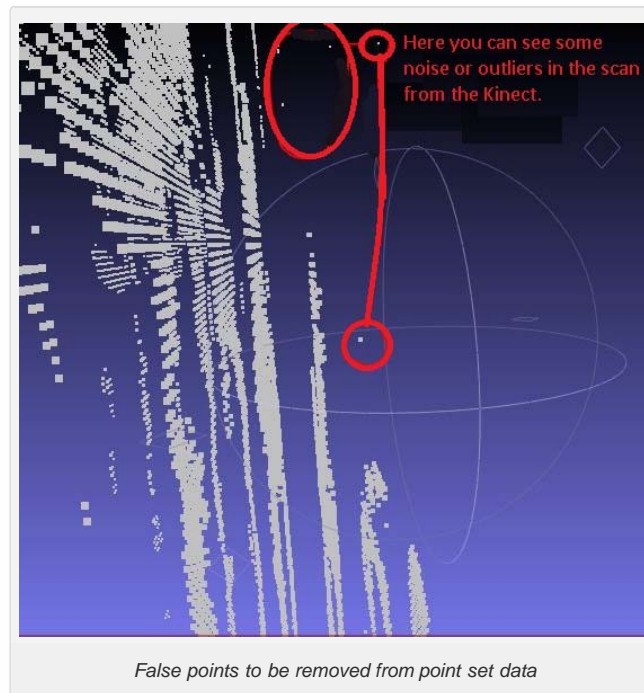 Here you can see some
noise or outliers in the scan
from the Kinect.
False points to be removed from point set data